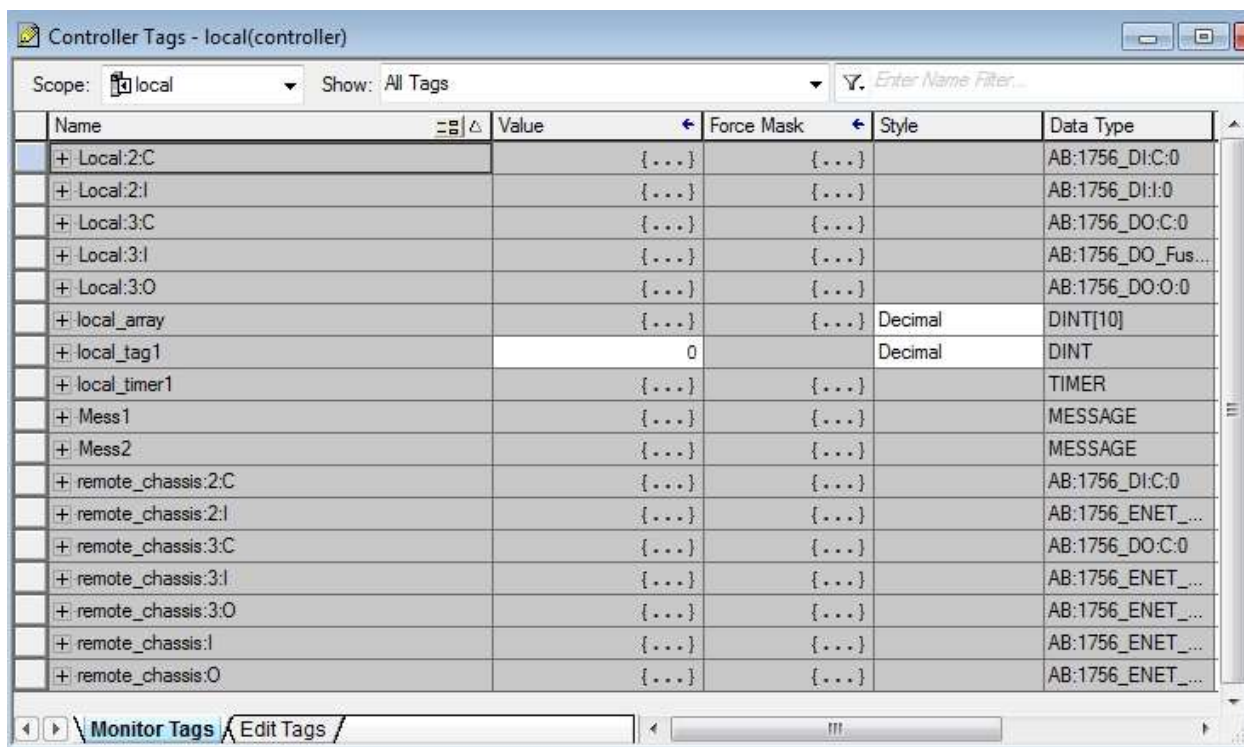 Controller Tags - local(controller)
Scope: local Show: All Tags Enter Name Filter...
Name Value Force Mask Style Data Type
+ Local:2:C {...} {...} AB:1756_DI:C:0
+ Local:2:I {...} {...} AB:1756_DI:I:0
+ Local:3:C {...} {...} AB:1756_DO:C:0
+ Local:3:I {...} {...} AB:1756_DO_Fus...
+ Local:3:O {...} {...} AB:1756_DO:O:0
+ local_array {...} {...} Decimal DINT[10]
+ local_tag1 0 Decimal DINT
+ local_timer1 {...} {...} TIMER
+ Mess1 {...} {...} MESSAGE
+ Mess2 {...} {...} MESSAGE
+ remote_chassis:2:C {...} {...} AB:1756_DI:C:0
+ remote_chassis:2:I {...} {...} AB:1756_ENET_...
+ remote_chassis:3:C {...} {...} AB:1756_DO:C:0
+ remote_chassis:3:I {...} {...} AB:1756_ENET_...
+ remote_chassis:3:O {...} {...} AB:1756_ENET_...
+ remote_chassis:I {...} {...} AB:1756_ENET_...
+ remote_chassis:O {...} {...} AB:1756_ENET_...
Monitor Tags Edit Tags